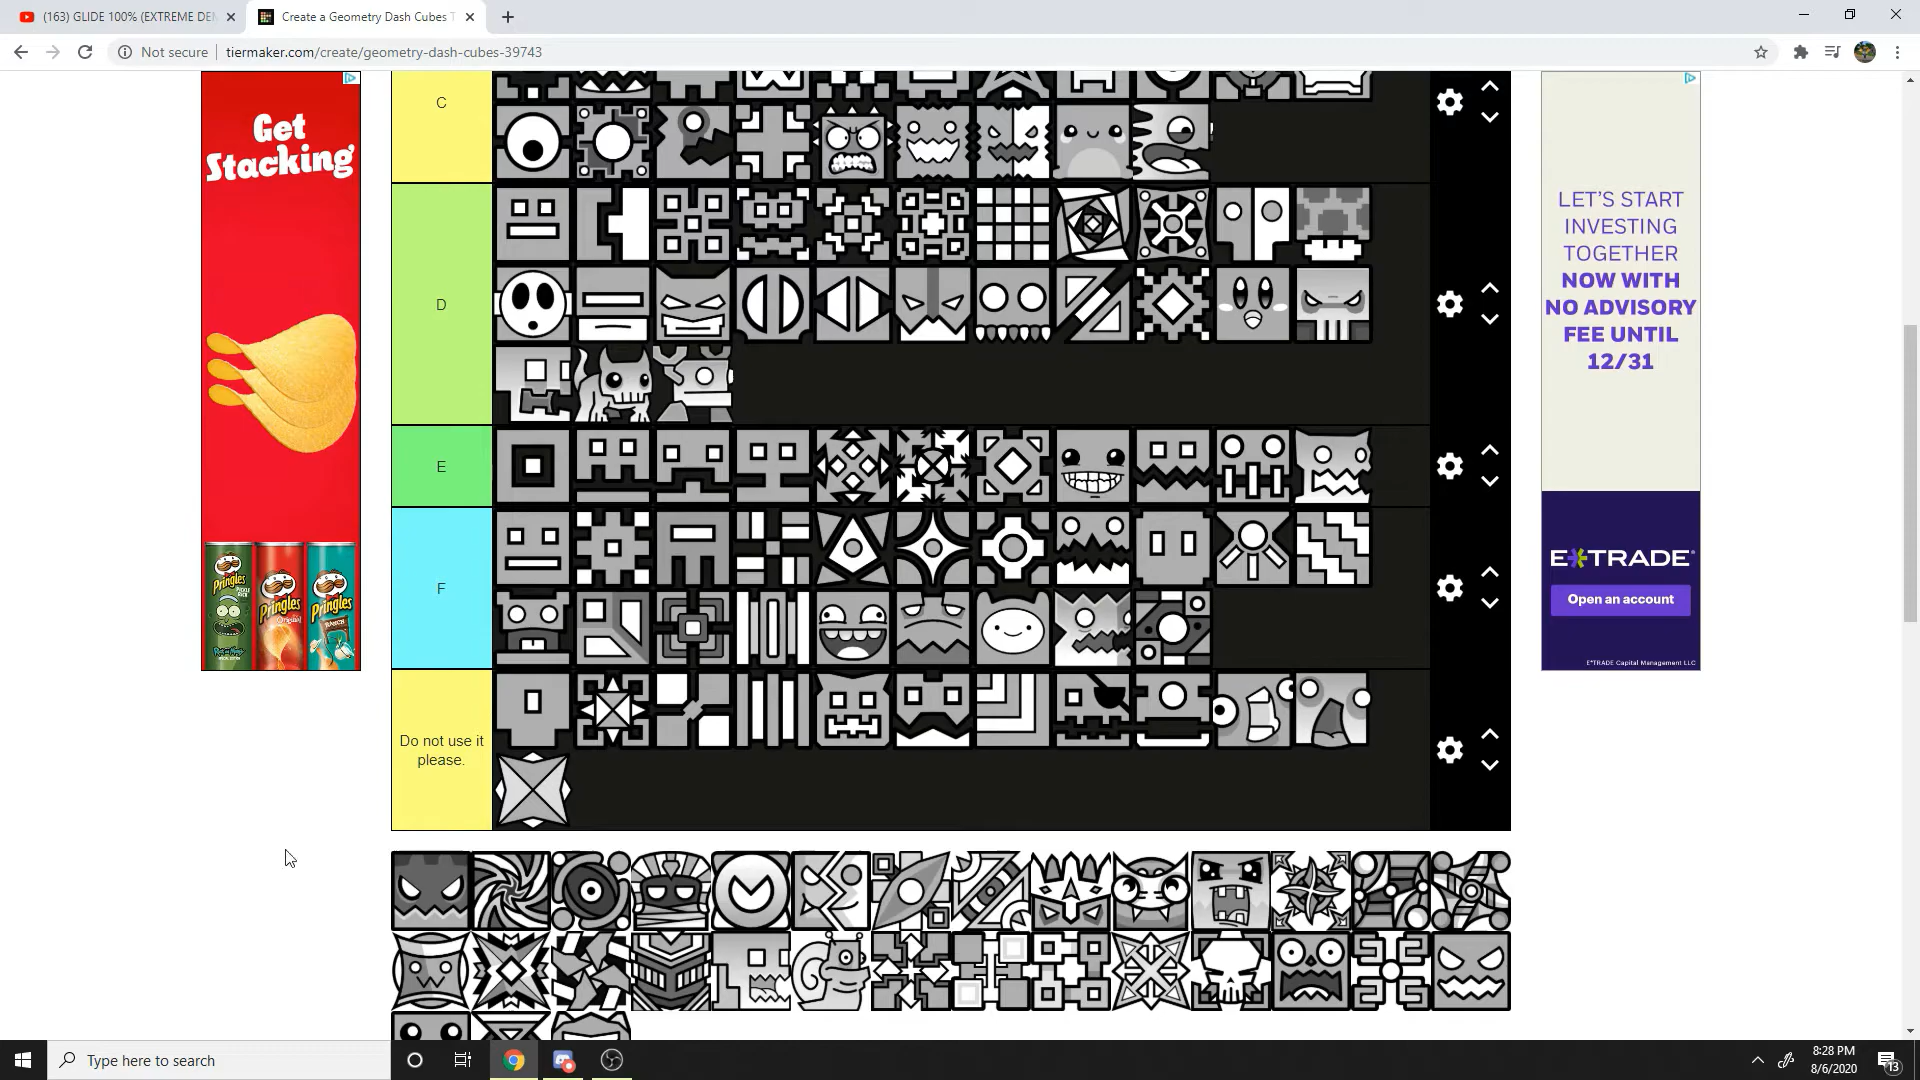 (163) GLIDE 100% (EXTREME DEM
Create a Geometry Dash Cubes T
Not secure
tiermaker.com/create/geometry-dash-cubes-39743
Get
Stacking
Pringles
Pringles
Original
Pringles
RANCH
C
D
E
F
Do not use it
please.
LET'S START
INVESTING
TOGETHER
NOW WITH
NO ADVISORY
FEE UNTIL
12/31
E*TRADE
Open an account
E*TRADE Capital Management LLC
Type here to search
8:28 PM
8/6/2020
13